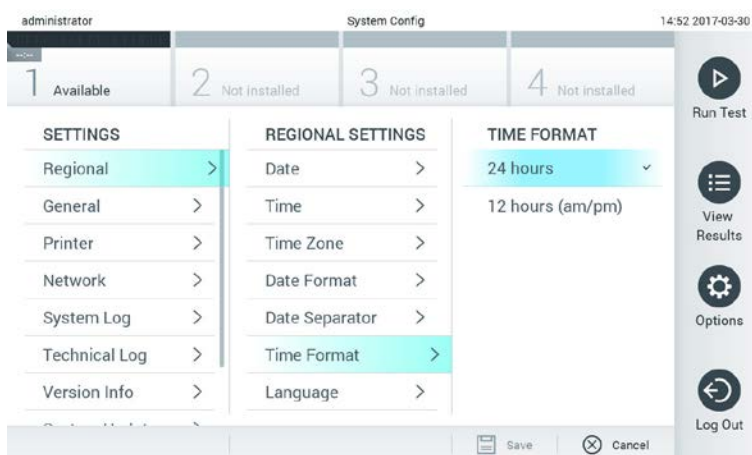 administrator System Config 14:52 2017-03-30
--:--
1 Available 2 Not installed 3 Not installed 4 Not installed
Run Test
SETTINGS
Regional
General
Printer
Network
System Log
Technical Log
Version Info
REGIONAL SETTINGS
Date
Time
Time Zone
Date Format
Date Separator
Time Format
Language
TIME FORMAT
24 hours
12 hours (am/pm)
View
Results
Options
Log Out
Save Cancel